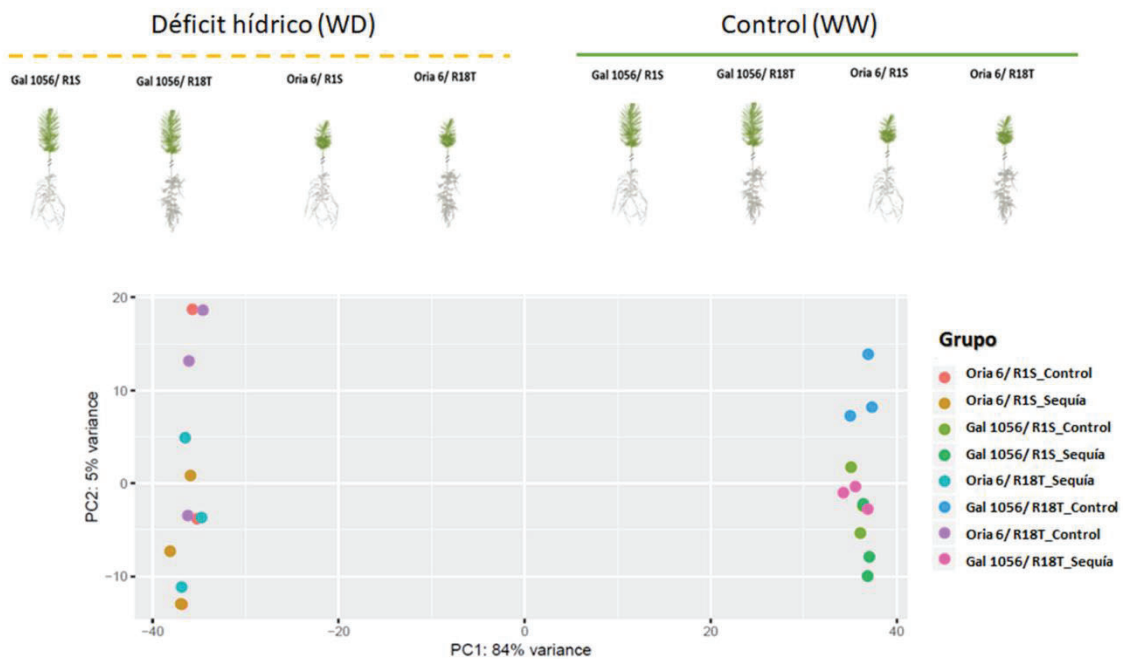 Déficit hídrico (WD)
Control (WW)
Gal 1056/ R1S
Gal 1056/ R18T
Oria 6/ R1S
Oria 6/ R18T
Gal 1056/ R1S
Gal 1056/ R18T
Oria 6/ R1S
Oria 6/ R18T
20
10
0
−10
PC2: 5% variance
−40
−20
0
20
40
PC1: 84% variance
Grupo
Oria 6/ R1S_Control
Oria 6/ R1S_Sequía
Gal 1056/ R1S_Control
Gal 1056/ R1S_Sequía
Oria 6/ R18T_Sequía
Gal 1056/ R18T_Control
Oria 6/ R18T_Control
Gal 1056/ R18T_Sequía